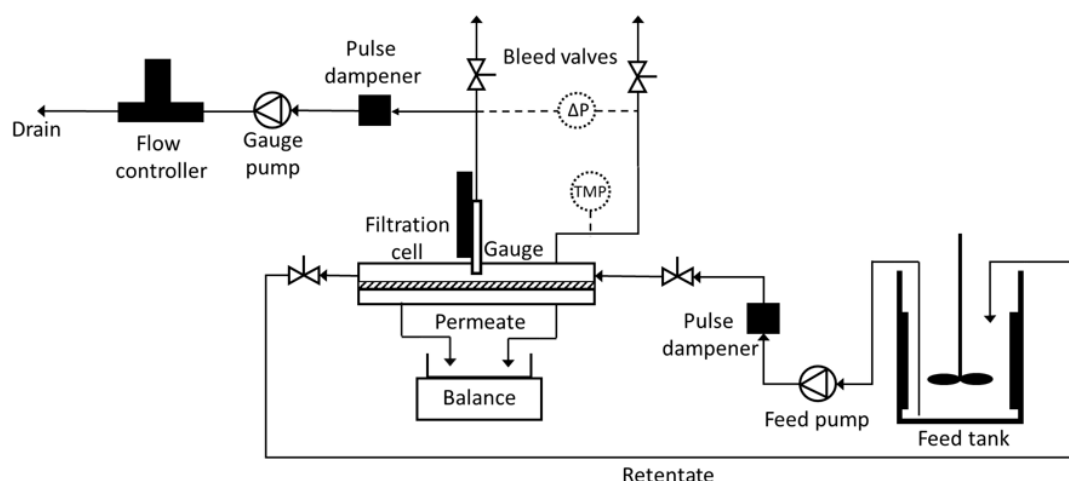 Pulse
dampener
Bleed valves
ΔP
Drain
Flow
controller
Gauge
pump
TMP
Filtration
cell
Gauge
Permeate
Pulse
dampener
Balance
Feed pump
Feed tank
Retentate